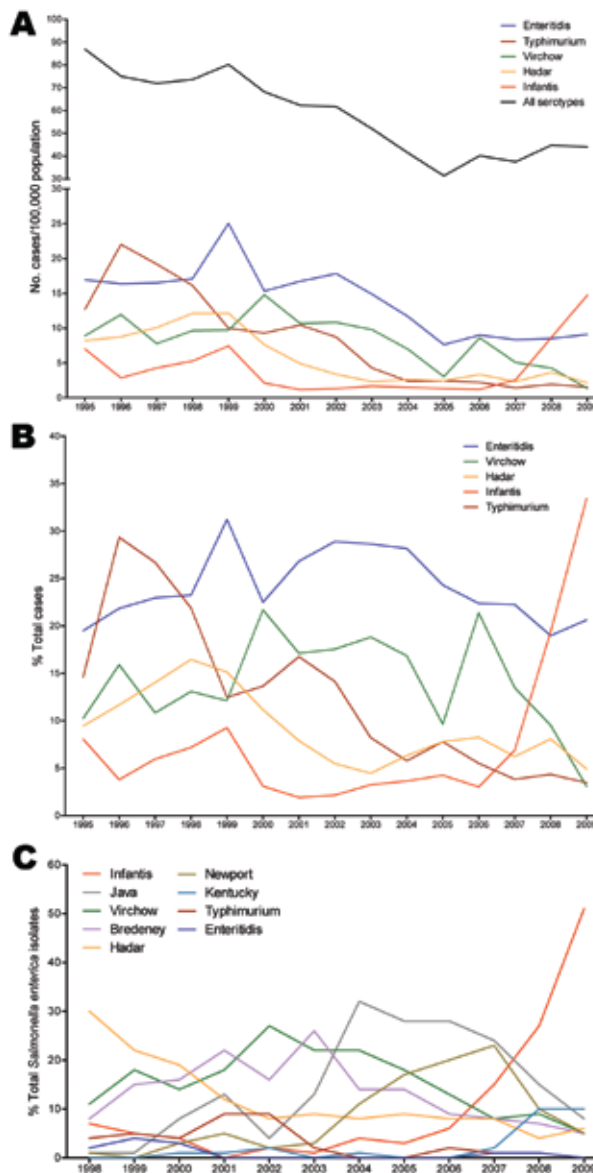 A
100
90
80
70
60
50
40
30
30
25
20
15
10
5
0
No. cases/100,000 population
Enteritidis
Typhimurium
Virchow
Hadar
Infantis
All serotypes
1995 1996 1997 1998 1999 2000 2001 2002 2003 2004 2005 2006 2007 2008
B
40
35
30
25
20
15
10
5
0
% Total cases
Enteritidis
Virchow
Hadar
Infantis
Typhimurium
1995 1996 1997 1998 1999 2000 2001 2002 2003 2004 2005 2006 2007 2008
C
60
50
40
30
20
10
0
% Total Salmonella enterica isolates
Infantis
Java
Virchow
Bredeney
Hadar
Newport
Kentucky
Typhimurium
Enteritidis
1998 1999 2000 2001 2002 2003 2004 2005 2006 2007 2008